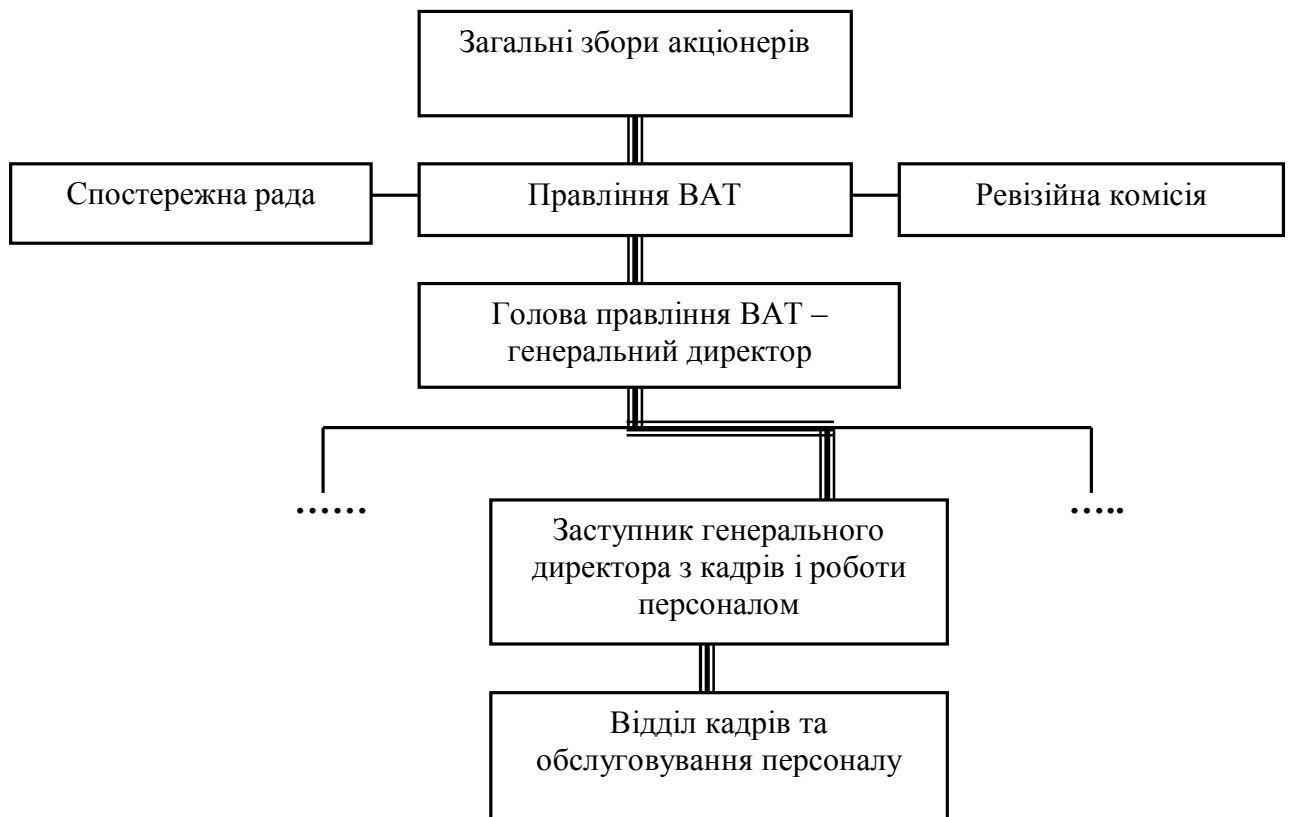 Загальні збори акціонерів
Спостережна рада
Правління ВАТ
Ревізійна комісія
Голова правління ВАТ –
генеральний директор
……
…..
Заступник генерального
директора з кадрів і роботи
персоналом
Відділ кадрів та
обслуговування персоналу